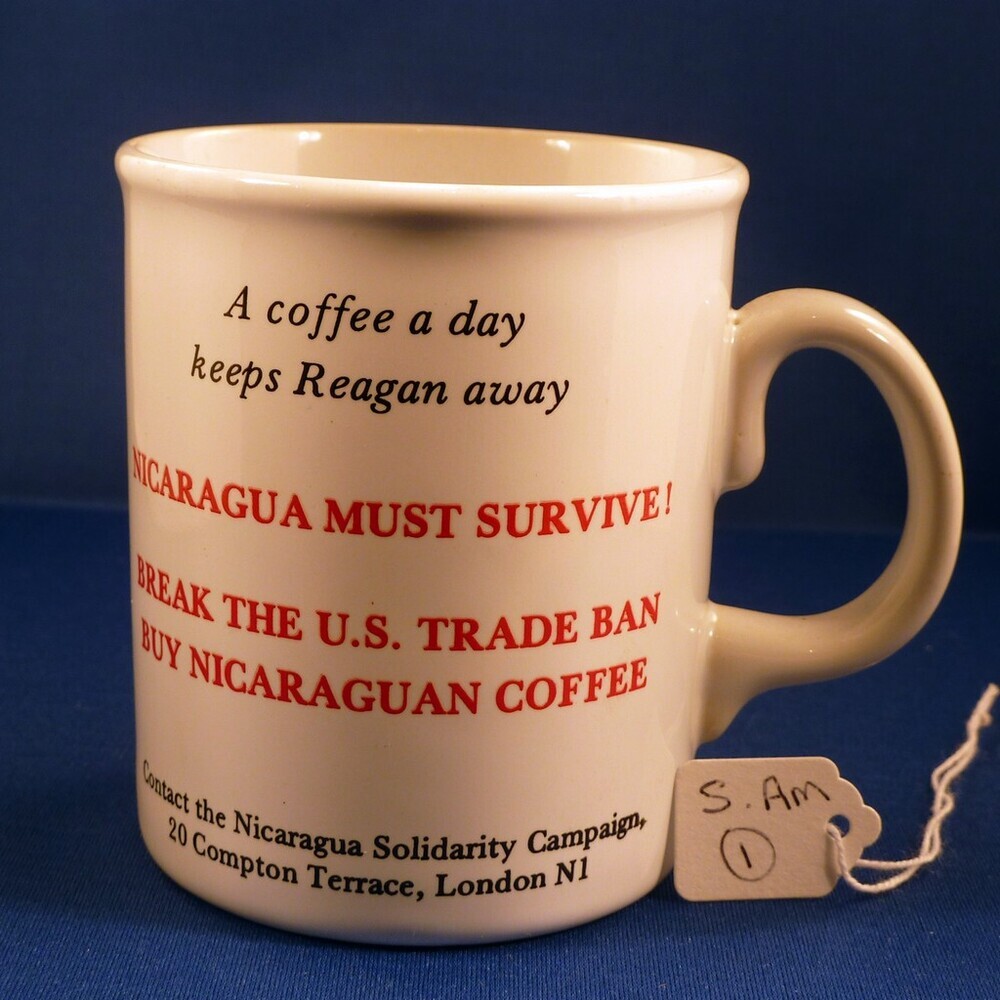 A coffee a day
keeps Reagan away
NICARAGUA MUST SURVIVE!
BREAK THE U.S. TRADE BAN
BUY NICARAGUAN COFFEE
Contact the Nicaragua Solidarity Campaign,
20 Compton Terrace, London N1
S. Am
1